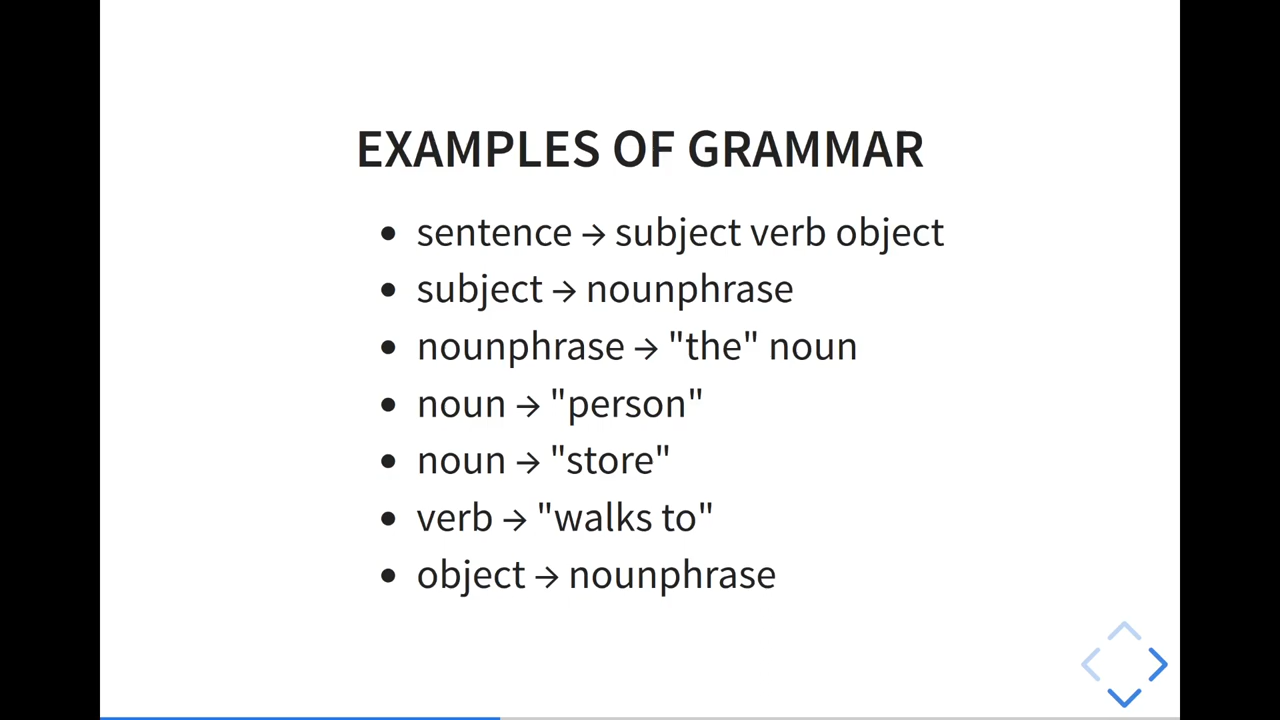 EXAMPLES OF GRAMMAR
• sentence → subject verb object
• subject → nounphrase
• nounphrase → "the" noun
• noun → "person"
• noun → "store"
• verb → "walks to"
• object → nounphrase